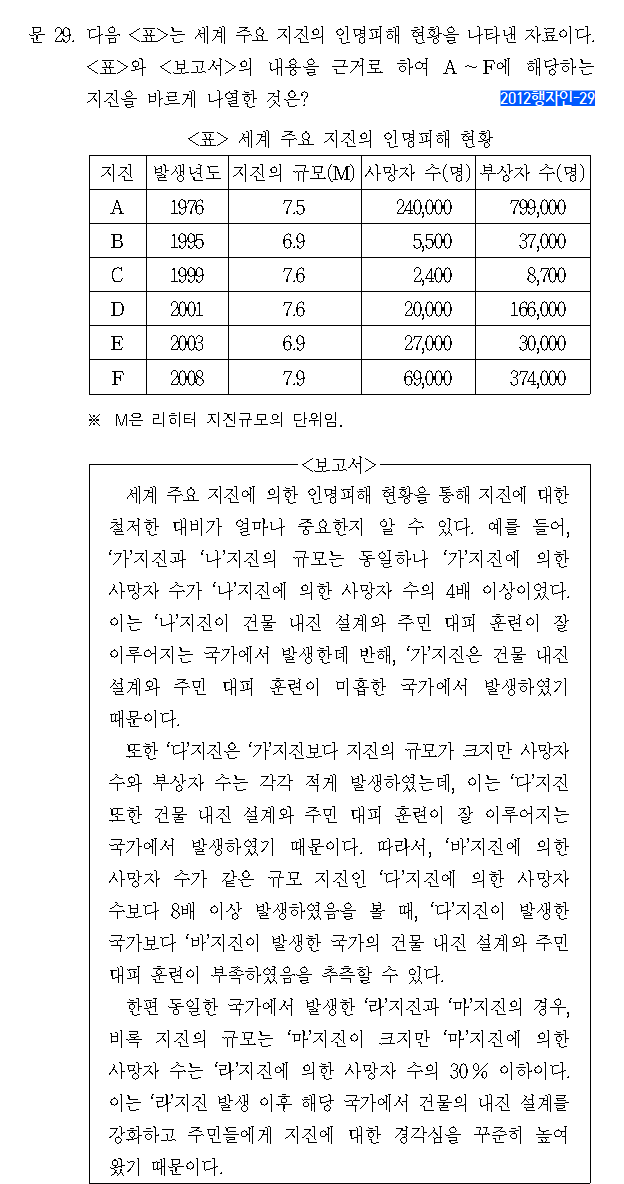 문 29. 다음 <표>는 세계 주요 지진의 인명피해 현황을 나타낸 자료이다.
<표>와 <보고서>의 내용을 근거로 하여 A ~ F에 해당하는
지진을 바르게 나열한 것은?
2012행자인-29
<표> 세계 주요 지진의 인명피해 현황
지진 발생년도 지진의 규모(M) 사망자 수(명) 부상자 수(명)
A 1976 7.5 240,000 799,000
B 1995 6.9 5,500 37,000
C 1999 7.6 2,400 8,700
D 2001 7.6 20,000 166,000
E 2003 6.9 27,000 30,000
F 2008 7.9 69,000 374,000
※ M은 리히터 지진규모의 단위임.
<보고서>
세계 주요 지진에 의한 인명피해 현황을 통해 지진에 대한
철저한 대비가 얼마나 중요한지 알 수 있다. 예를 들어,
‘가’지진과 ‘나’지진의 규모는 동일하나 ‘가’지진에 의한
사망자 수가 ‘나’지진에 의한 사망자 수의 4배 이상이었다.
이는 ‘나’지진이 건물 내진 설계와 주민 대피 훈련이 잘
이루어지는 국가에서 발생한데 반해, ‘가’지진은 건물 내진
설계와 주민 대피 훈련이 미흡한 국가에서 발생하였기
때문이다.
또한 ‘다’지진은 ‘가’지진보다 지진의 규모가 크지만 사망자
수와 부상자 수는 각각 적게 발생하였는데, 이는 ‘다’지진
또한 건물 내진 설계와 주민 대피 훈련이 잘 이루어지는
국가에서 발생하였기 때문이다. 따라서, ‘바’지진에 의한
사망자 수가 같은 규모 지진인 ‘다’지진에 의한 사망자
수보다 8배 이상 발생하였음을 볼 때, ‘다’지진이 발생한
국가보다 ‘바’지진이 발생한 국가의 건물 내진 설계와 주민
대피 훈련이 부족하였음을 추측할 수 있다.
한편 동일한 국가에서 발생한 ‘라’지진과 ‘마’지진의 경우,
비록 지진의 규모는 ‘마’지진이 크지만 ‘마’지진에 의한
사망자 수는 ‘라’지진에 의한 사망자 수의 30% 이하이다.
이는 ‘라’지진 발생 이후 해당 국가에서 건물의 내진 설계를
강화하고 주민들에게 지진에 대한 경각심을 꾸준히 높여
왔기 때문이다.